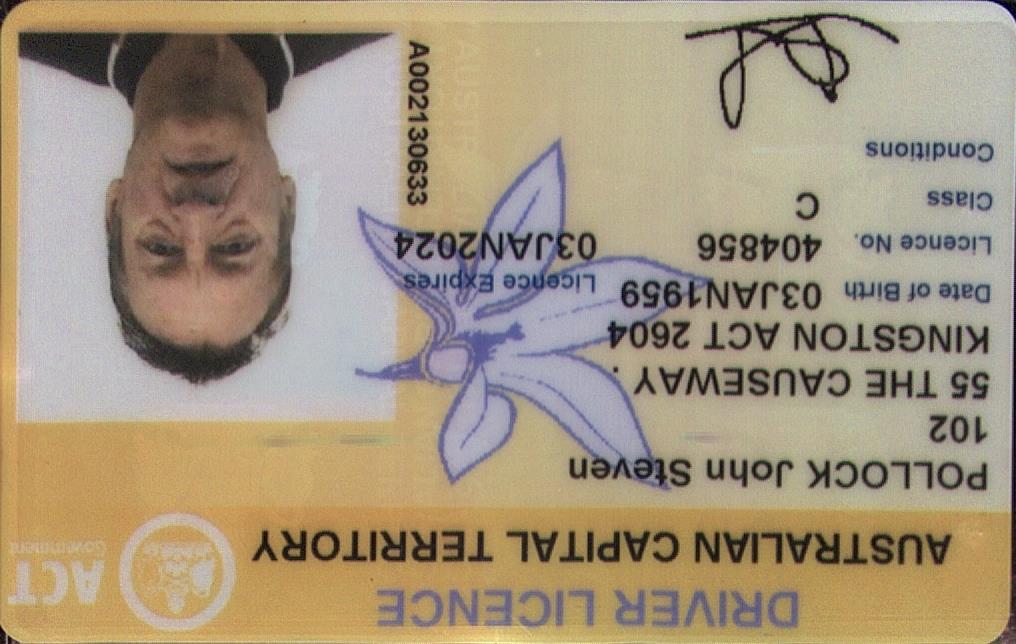 DRIVER LICENCE
AUSTRALIAN CAPITAL TERRITORY
ACT
Government
POLLOCK John Steven
102
55 THE CAUSEWAY .
KINGSTON ACT 2604
Date of Birth 03JAN1959
Licence Expires
Licence No. 404856 03JAN2024
Class C
Conditions
A002130633